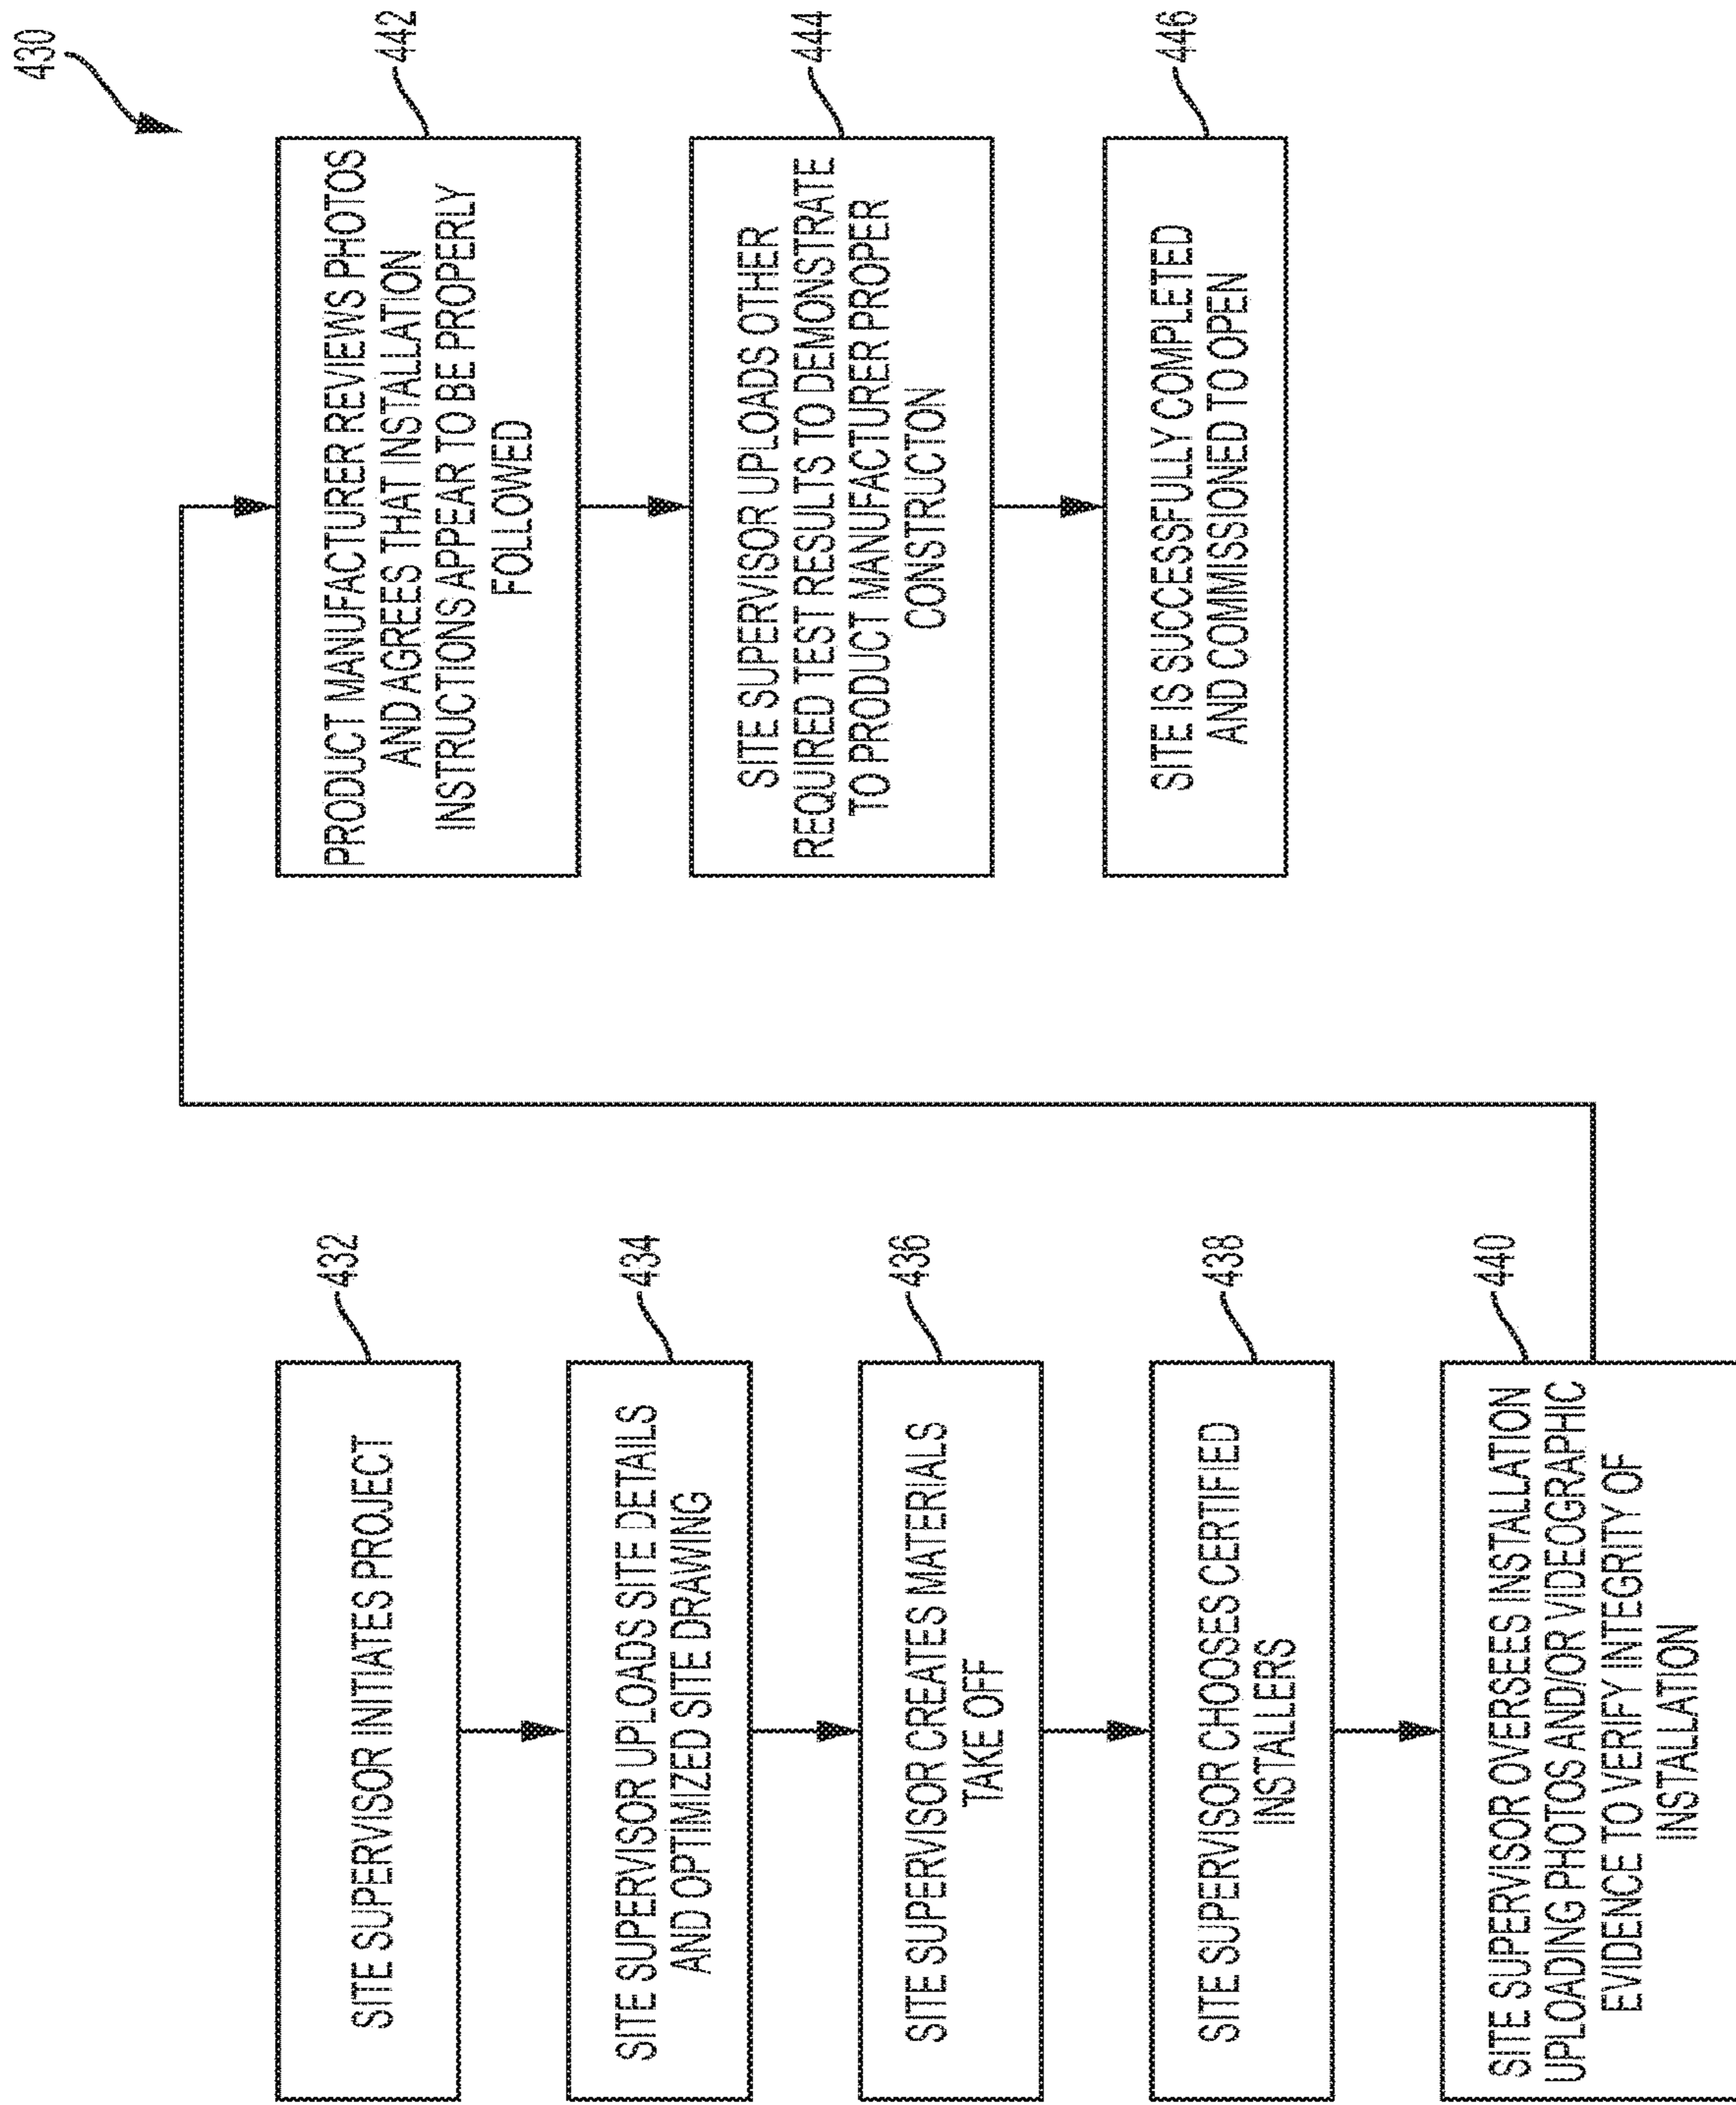 430
SITE SUPERVISOR INITIATES PROJECT
432
SITE SUPERVISOR UPLOADS SITE DETAILS
AND OPTIMIZED SITE DRAWING
434
SITE SUPERVISOR CREATES MATERIALS
TAKE OFF
436
SITE SUPERVISOR CHOOSES CERTIFIED
INSTALLERS
438
SITE SUPERVISOR OVERSEES INSTALLATION
UPLOADING PHOTOS AND/OR VIDEOGRAPHIC
EVIDENCE TO VERIFY INTEGRITY OF
INSTALLATION
440
PRODUCT MANUFACTURER REVIEWS PHOTOS
AND AGREES THAT INSTALLATION
INSTRUCTIONS APPEAR TO BE PROPERLY
FOLLOWED
442
SITE SUPERVISOR UPLOADS OTHER
REQUIRED TEST RESULTS TO DEMONSTRATE
TO PRODUCT MANUFACTURER PROPER
CONSTRUCTION
444
SITE IS SUCCESSFULLY COMPLETED
AND COMMISSIONED TO OPEN
446